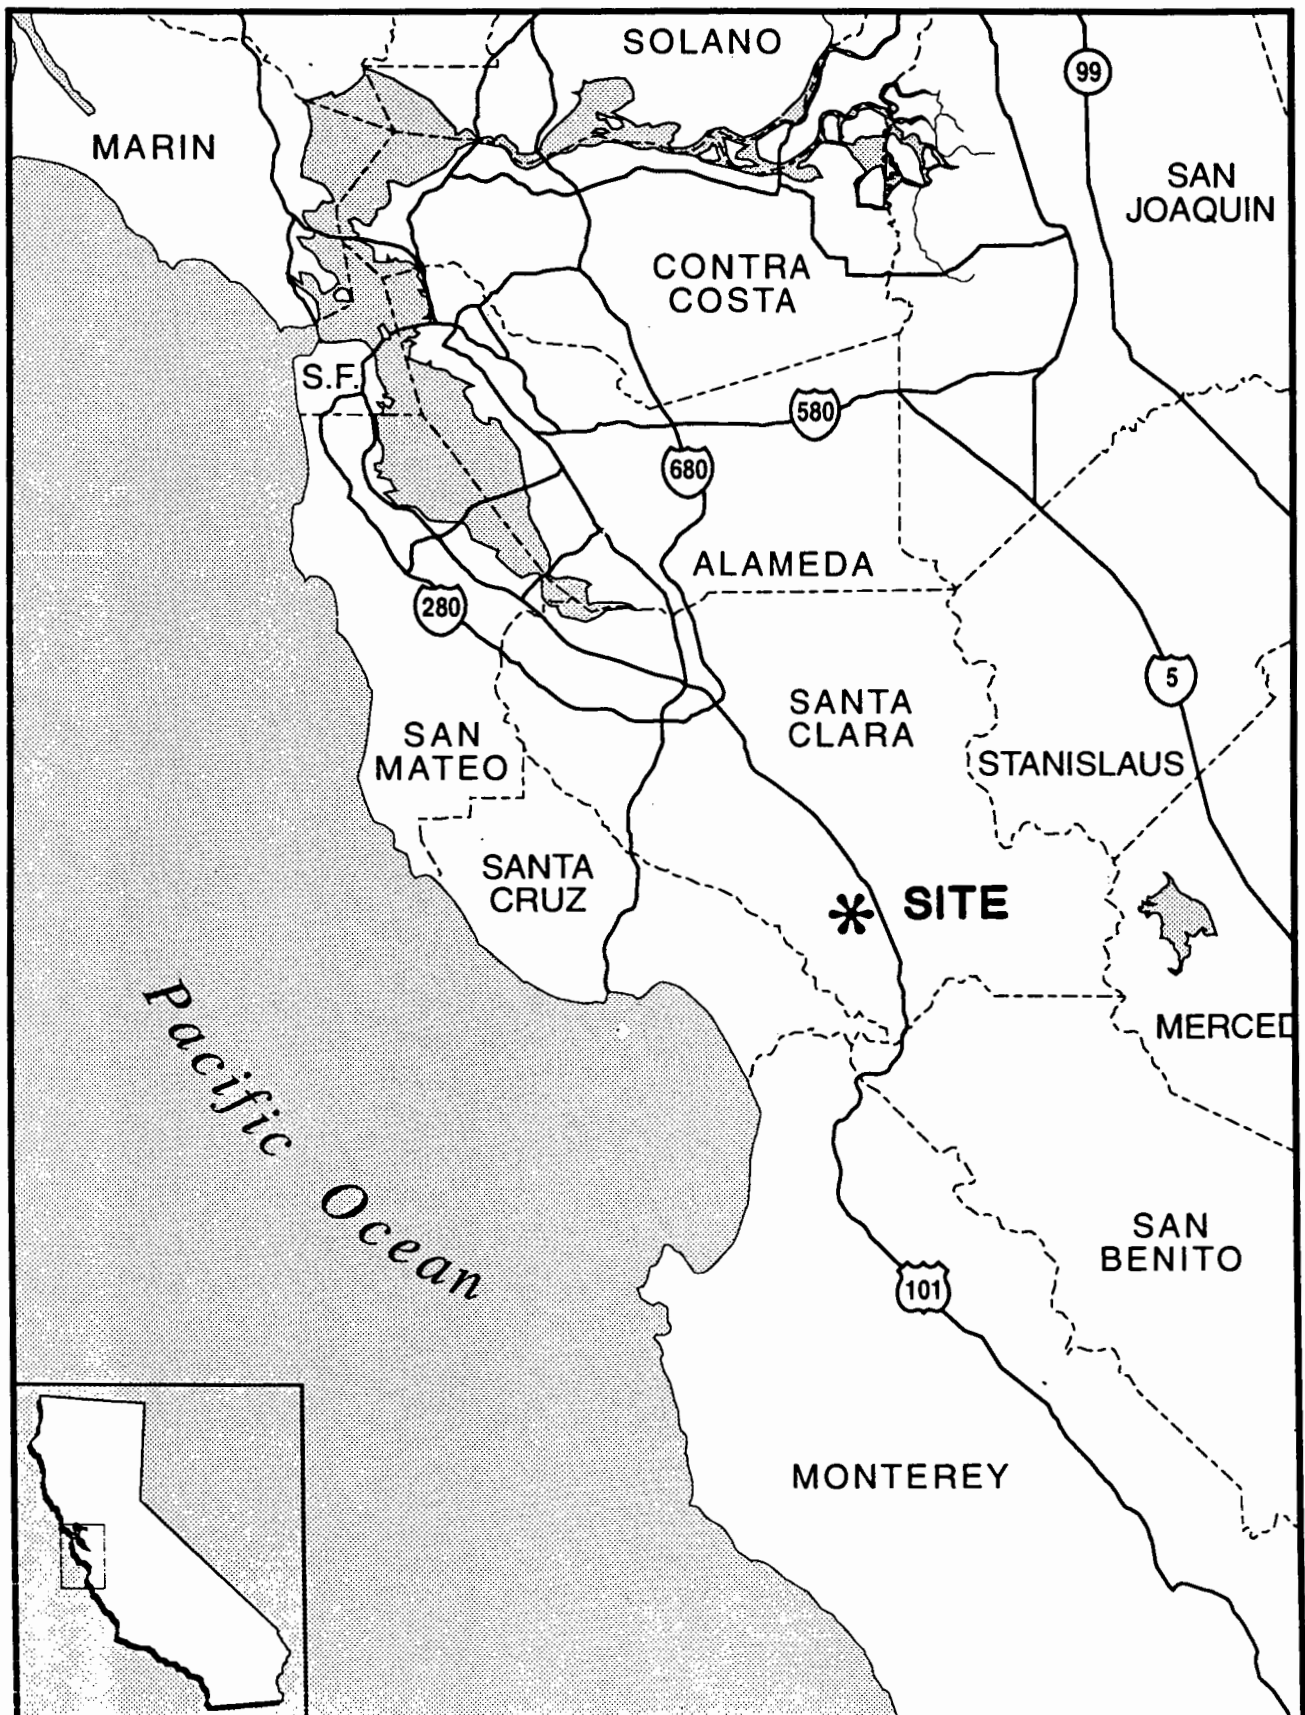 SOLANO
99
MARIN
SAN
JOAQUIN
CONTRA
COSTA
S.F.
580
680
ALAMEDA
280
5
SANTA
CLARA
SAN
MATEO
STANISLAUS
SANTA
CRUZ
SITE
MERCED
Pacific Ocean
SAN
BENITO
101
MONTEREY